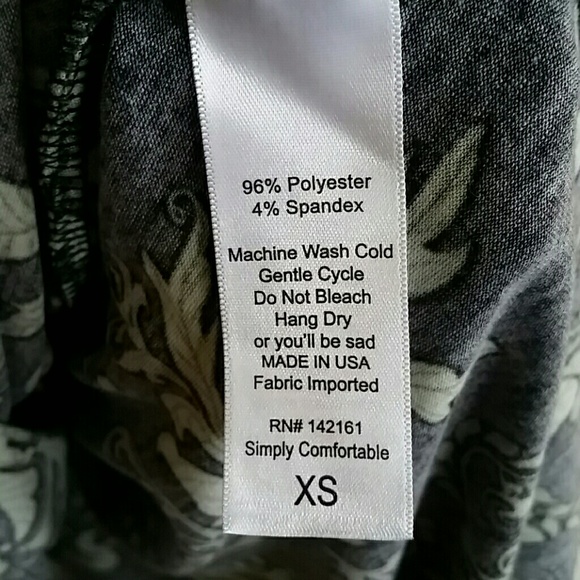 96% Polyester
4% Spandex
Machine Wash Cold
Gentle Cycle
Do Not Bleach
Hang Dry
or you'll be sad
MADE IN USA
Fabric Imported
RN# 142161
Simply Comfortable
XS